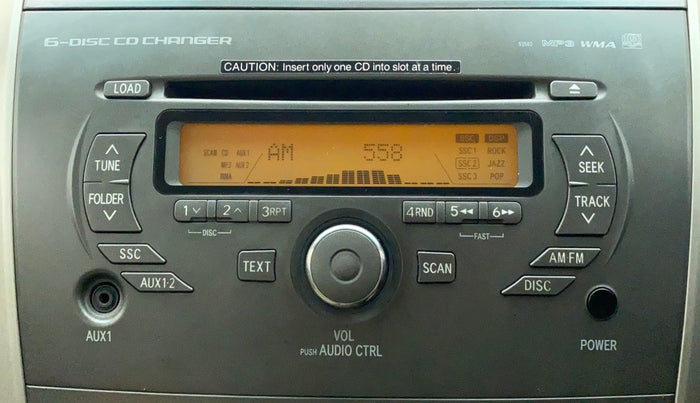 6-DISC CD CHANGER 92502 MP3 WMA
CAUTION: Insert only one CD into slot at a time.
LOAD
SCAN CD AUX1
MP3 AUX2
WMA
AM 558
SSC DISP
SSC1 ROCK
SSC2 JAZZ
SSC3 POP
TUNE
FOLDER
SEEK
TRACK
1 2 3RPT 4RND 5 6
DISC
FAST
SSC
AUX1·2
TEXT
SCAN
AM FM
DISC
AUX1
VOL
PUSH AUDIO CTRL
POWER